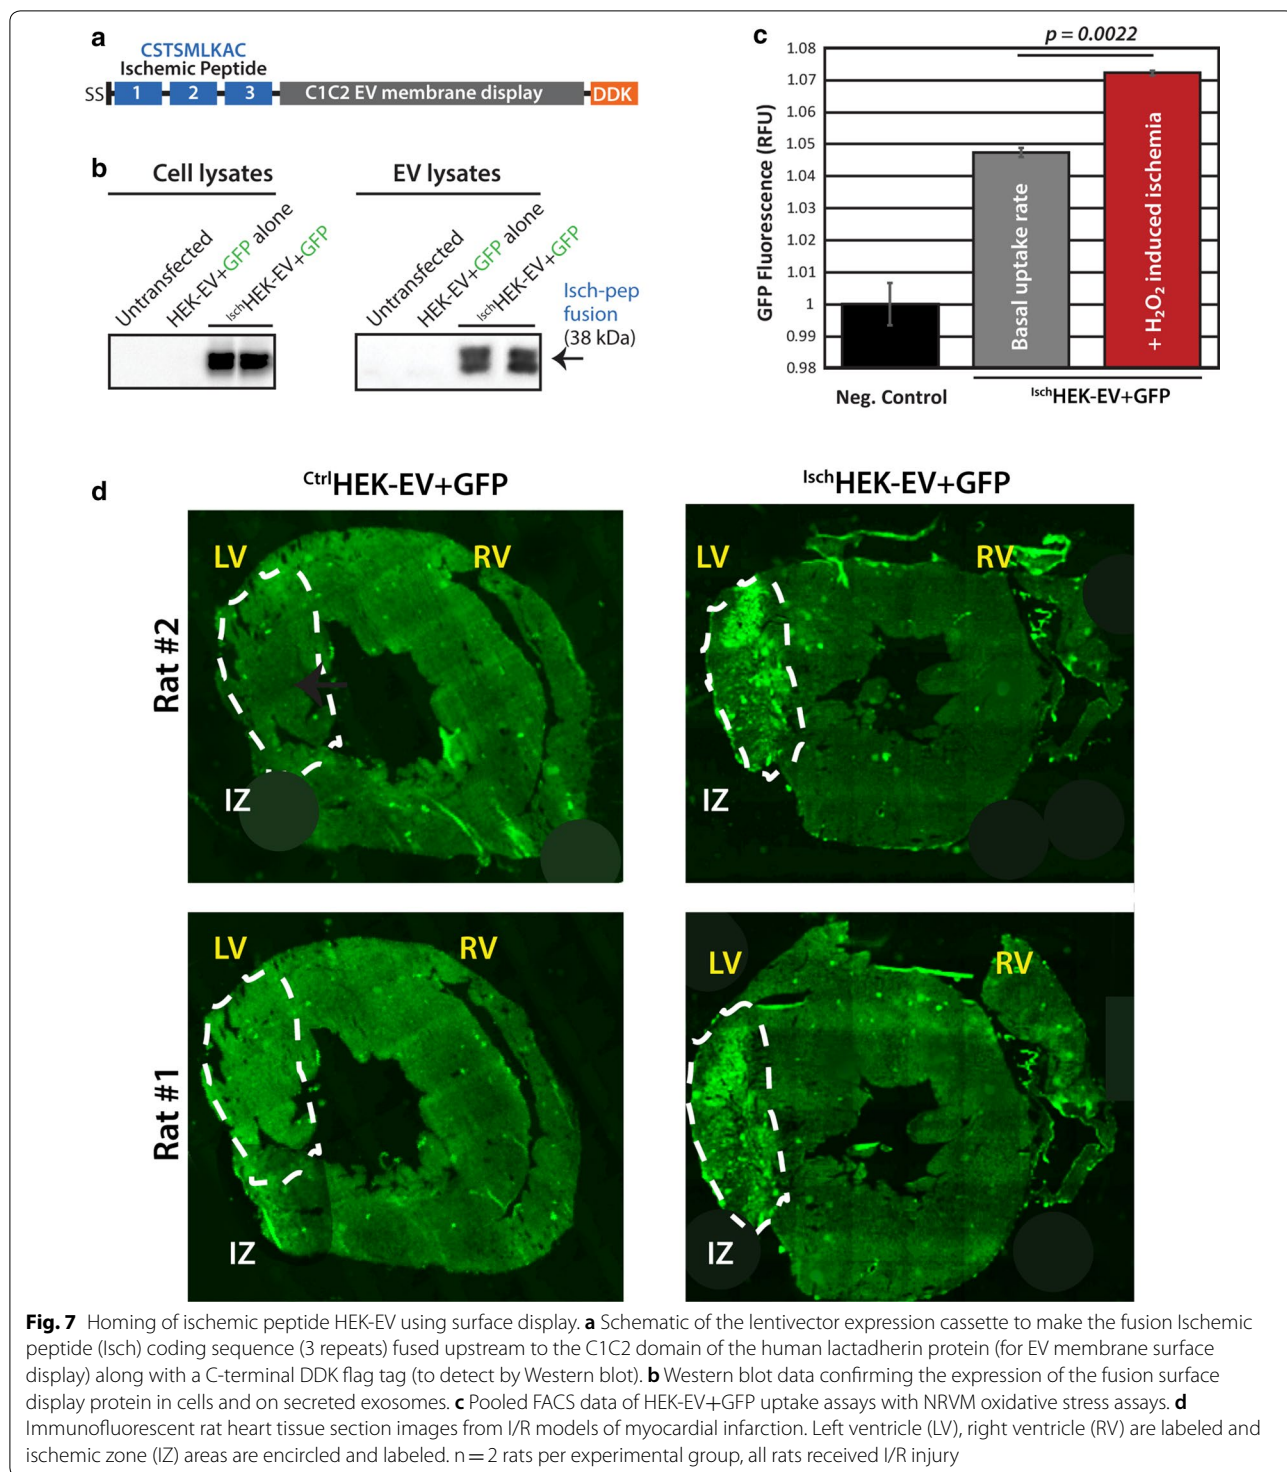 a
CSTSMLKAC
Ischemic Peptide
SS 1 2 3 C1C2 EV membrane display DDK
b
Cell lysates
EV lysates
Untransfected
HEK-EV+GFP alone
IschHEK-EV+GFP
Untransfected
HEK-EV+GFP alone
IschHEK-EV+GFP
Isch-pep
fusion
(38 kDa)
c
p = 0.0022
GFP Fluorescence (RFU)
1.08
1.07
1.06
1.05
1.04
1.03
1.02
1.01
1
0.99
0.98
Basal uptake rate
+ H₂O₂ induced ischemia
Neg. Control
IschHEK-EV+GFP
d
CtrlHEK-EV+GFP
IschHEK-EV+GFP
Rat #2
LV RV
IZ
LV RV
IZ
Rat #1
LV RV
IZ
LV RV
IZ
Fig. 7 Homing of ischemic peptide HEK-EV using surface display. a Schematic of the lentivector expression cassette to make the fusion Ischemic
peptide (Isch) coding sequence (3 repeats) fused upstream to the C1C2 domain of the human lactadherin protein (for EV membrane surface
display) along with a C-terminal DDK flag tag (to detect by Western blot). b Western blot data confirming the expression of the fusion surface
display protein in cells and on secreted exosomes. c Pooled FACS data of HEK-EV+GFP uptake assays with NRVM oxidative stress assays. d
Immunofluorescent rat heart tissue section images from I/R models of myocardial infarction. Left ventricle (LV), right ventricle (RV) are labeled and
ischemic zone (IZ) areas are encircled and labeled. n = 2 rats per experimental group, all rats received I/R injury